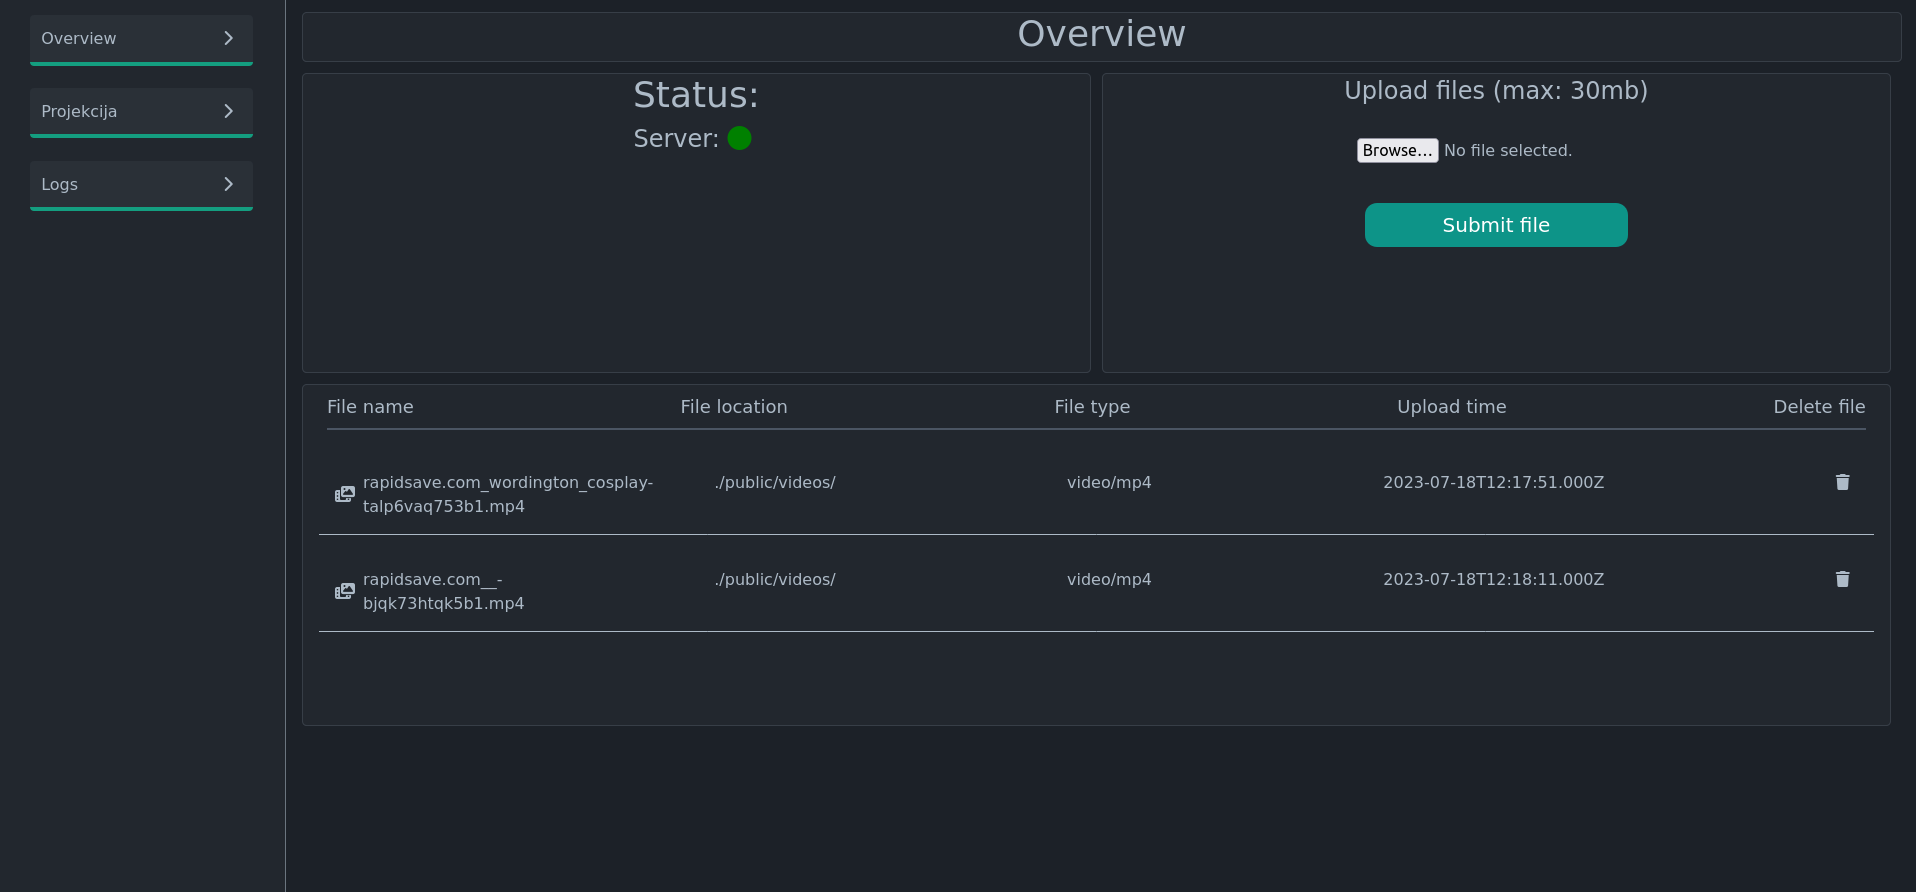 Overview
Projekcija
Logs
Overview
Status:
Server:
Upload files (max: 30mb)
Browse... No file selected.
Submit file
File name File location File type Upload time Delete file
rapidsave.com_wordington_cosplay-
talp6vaq753b1.mp4
./public/videos/ video/mp4 2023-07-18T12:17:51.000Z
rapidsave.com__-
bjqk73htqk5b1.mp4
./public/videos/ video/mp4 2023-07-18T12:18:11.000Z